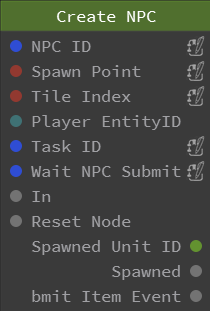 Create NPC
NPC ID
Spawn Point
Tile Index
Player EntityID
Task ID
Wait NPC Submit
In
Reset Node
Spawned Unit ID
Spawned
bmit Item Event